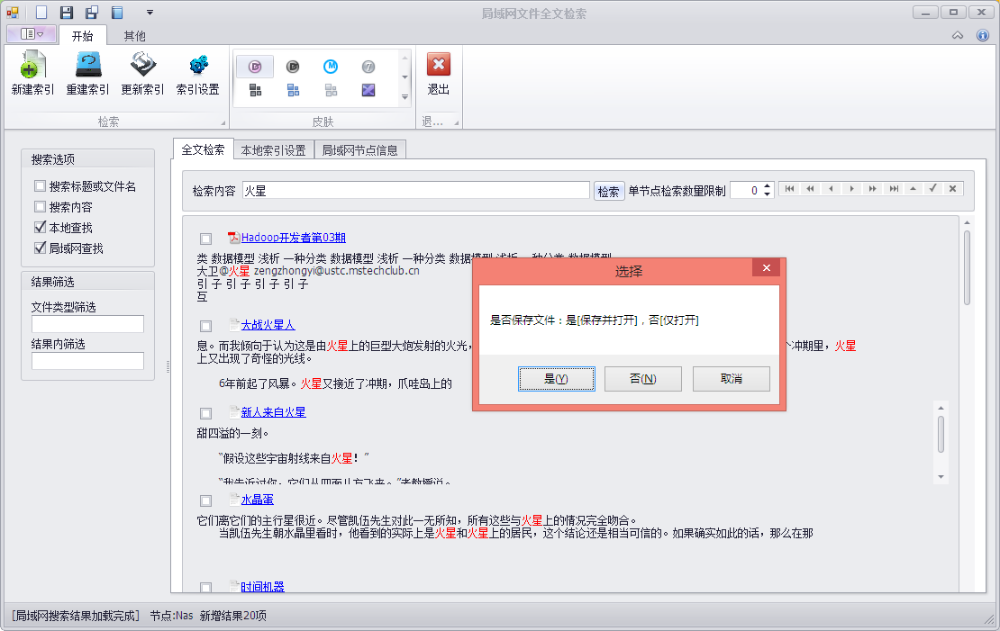 局域网文件全文检索
开始 其他
新建索引 重建索引 更新索引 索引设置 退出
检索 皮肤 退...
搜索选项
搜索标题或文件名
搜索内容
本地查找
局域网查找
结果筛选
文件类型筛选
结果内筛选
全文检索 本地索引设置 局域网节点信息
检索内容 火星 检索 单节点检索数量限制 0
Hadoop开发者第03期
类 数据模型 浅析 一种分类 数据模型 浅析 一种分类 数据模型 浅析 一种分类 数据模型
大卫@火星 zengzhongyi@ustc.mstechclub.cn
引 子 引 子 引 子 引 子
互
大战火星人
息。而我倾向于认为这是由火星上的巨型大炮发射的火光, 个冲期里，火星
上又出现了奇怪的光线。
6年前起了风暴。火星又接近了冲期，爪哇岛上的
新人来自火星
甜四溢的一刻。
“假设这些宇宙射线来自火星！”
“我告诉过你，它们从四面八方飞来。”老教授说。
水晶蛋
它们离它们的主行星很近。尽管凯伍先生对此一无所知，所有这些与火星上的情况完全吻合。
当凯伍先生朝水晶里看时，他看到的实际上是火星和火星上的居民，这个结论还是相当可信的。如果确实如此的话，那么在那
时间机器
选择
是否保存文件：是[保存并打开]，否[仅打开]
是(Y) 否(N) 取消
[局域网搜索结果加载完成] 节点:Nas 新增结果20项